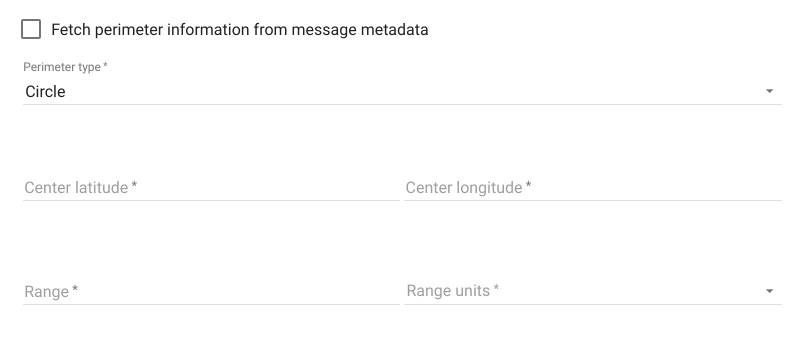 Fetch perimeter information from message metadata
Perimeter type *
Circle
Center latitude * Center longitude *
Range * Range units *